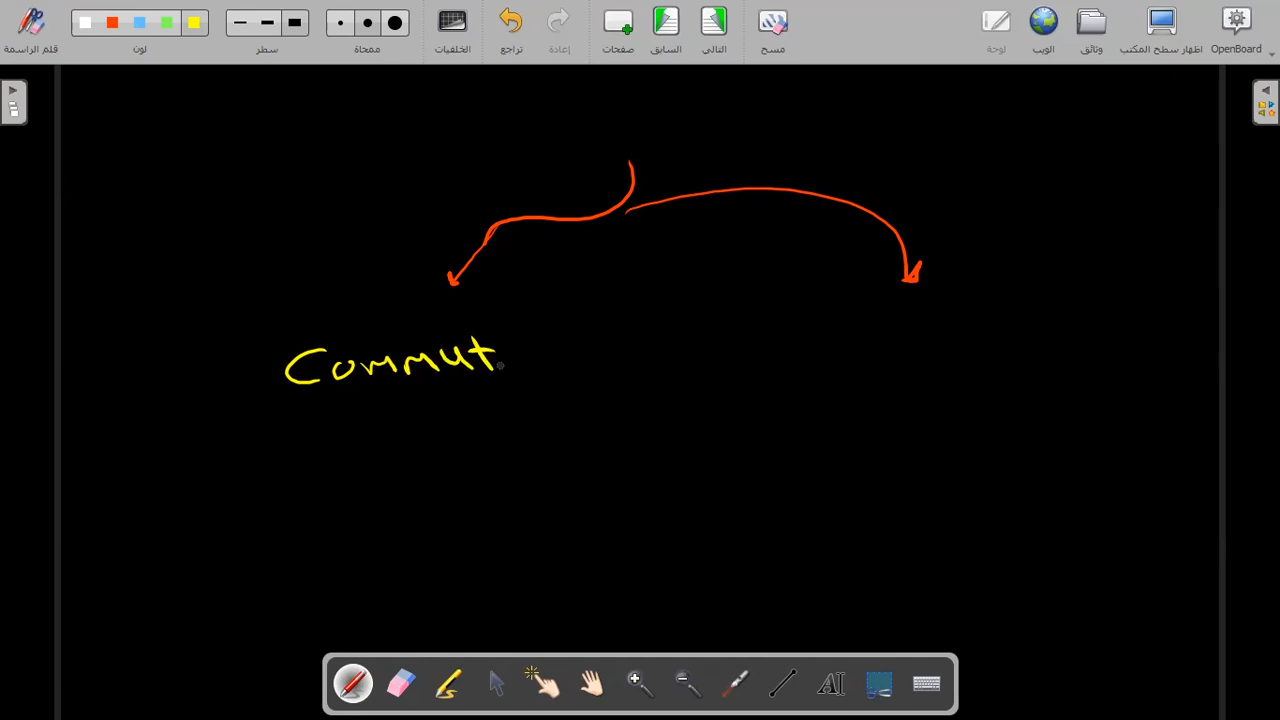 قلم الراسمة
لون
سطر
ممحاة
الخلفيات
تراجع
إعادة
صفحات
السابق
التالي
مسح
لوحة
الويب
وثائق
اظهار سطح المكتب
OpenBoard
Commut
AI